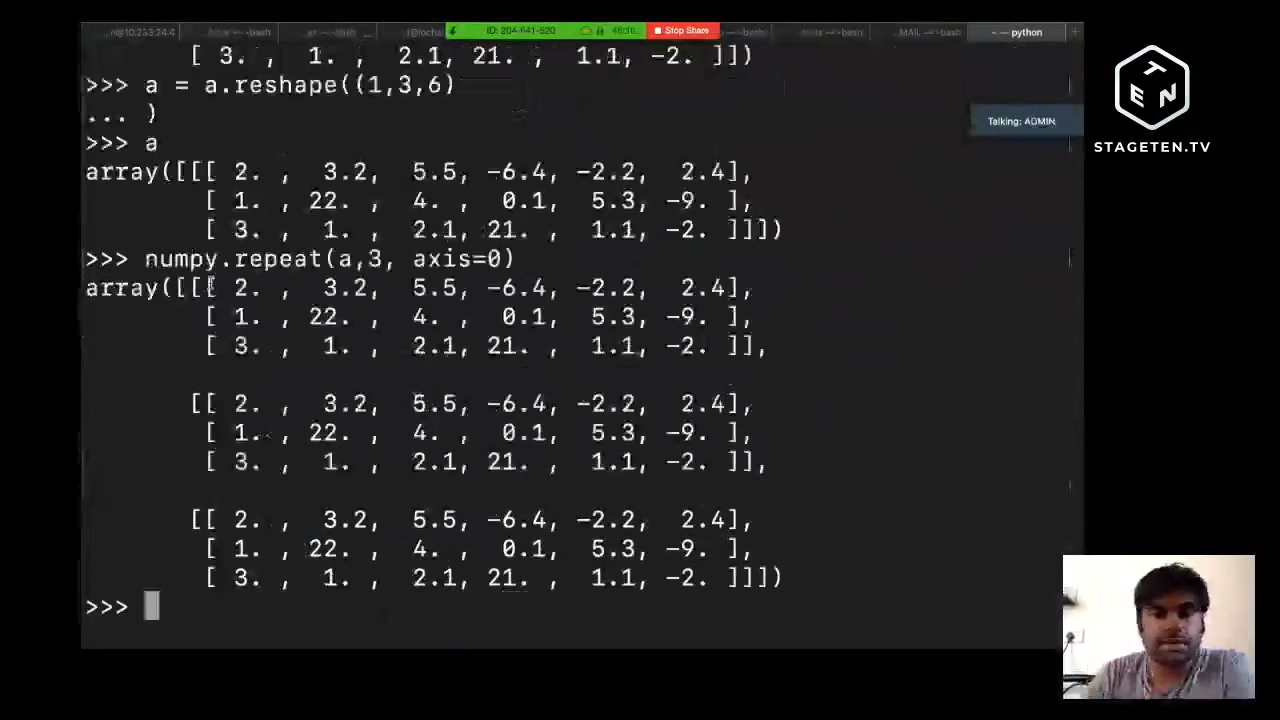 ID: 204-641-520
Stop Share
python
[ 3. , 1. , 2.1, 21. , 1.1, -2. ]])
>>> a = a.reshape((1,3,6)
... )
>>> a
array([[[ 2. , 3.2, 5.5, -6.4, -2.2, 2.4],
[ 1. , 22. , 4. , 0.1, 5.3, -9. ],
[ 3. , 1. , 2.1, 21. , 1.1, -2. ]]])
>>> numpy.repeat(a,3, axis=0)
array([[[ 2. , 3.2, 5.5, -6.4, -2.2, 2.4],
[ 1. , 22. , 4. , 0.1, 5.3, -9. ],
[ 3. , 1. , 2.1, 21. , 1.1, -2. ]],
[[ 2. , 3.2, 5.5, -6.4, -2.2, 2.4],
[ 1. , 22. , 4. , 0.1, 5.3, -9. ],
[ 3. , 1. , 2.1, 21. , 1.1, -2. ]],
[[ 2. , 3.2, 5.5, -6.4, -2.2, 2.4],
[ 1. , 22. , 4. , 0.1, 5.3, -9. ],
[ 3. , 1. , 2.1, 21. , 1.1, -2. ]]])
>>>
Talking: ADMIN
TEN
STAGETEN.TV